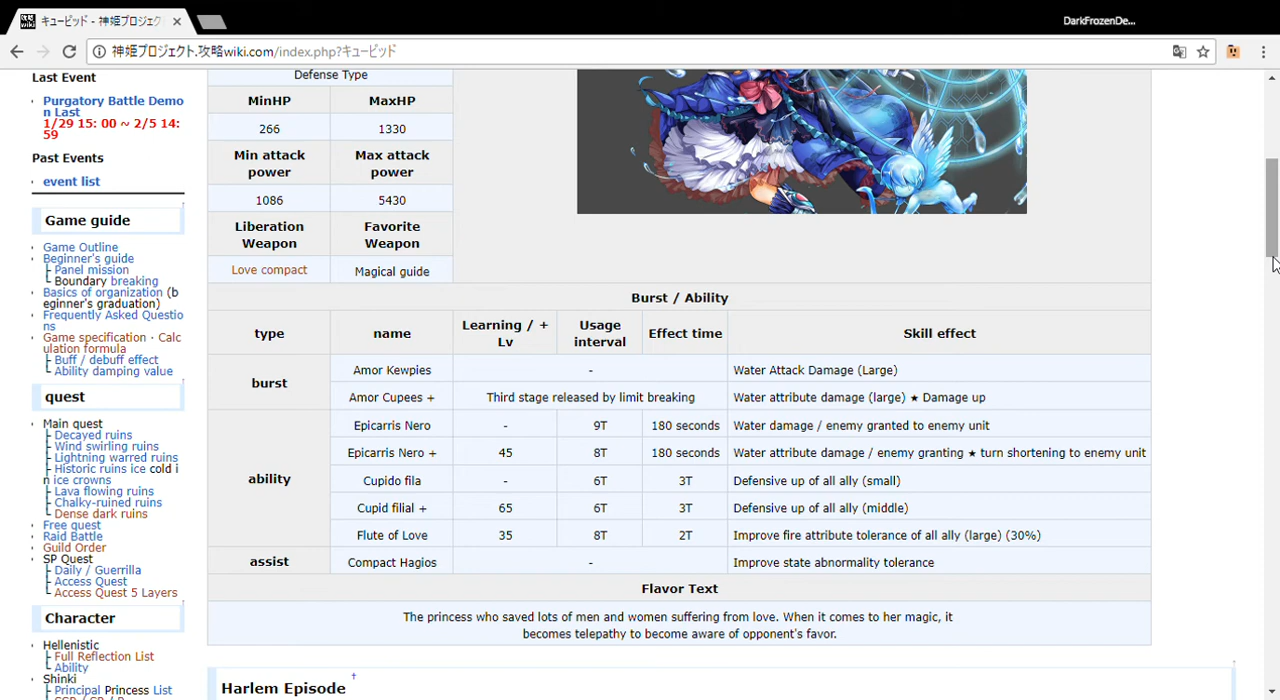 キューピッド - 神姫プロジェク
DarkFrozenDe...
神姫プロジェクト.攻略wiki.com/index.php?キューピッド
Last Event
Purgatory Battle Demo
n Last
1/29 15: 00 ~ 2/5 14:
59
Past Events
event list
Game guide
Game Outline
Beginner's guide
Panel mission
Boundary breaking
Basics of organization (b
eginner's graduation)
Frequently Asked Questio
ns
Game specification · Calc
ulation formula
Buff / debuff effect
Ability damping value
quest
Main quest
Decayed ruins
Wind swirling ruins
Lightning warred ruins
Historic ruins ice cold i
n ice crowns
Lava flowing ruins
Chalky-ruined ruins
Dense dark ruins
Free quest
Raid Battle
Guild Order
SP Quest
Daily / Guerrilla
Access Quest
Access Quest 5 Layers
Character
Hellenistic
Full Reflection List
Ability
Shinki
Principal Princess List
Defense Type
MinHP MaxHP
266 1330
Min attack power Max attack power
1086 5430
Liberation Weapon Favorite Weapon
Love compact Magical guide
Burst / Ability
type name Learning / + Lv Usage interval Effect time Skill effect
burst Amor Kewpies - Water Attack Damage (Large)
Amor Cupees + Third stage released by limit breaking Water attribute damage (large) ★ Damage up
ability Epicarris Nero - 9T 180 seconds Water damage / enemy granted to enemy unit
Epicarris Nero + 45 8T 180 seconds Water attribute damage / enemy granting ★ turn shortening to enemy unit
Cupido fila - 6T 3T Defensive up of all ally (small)
Cupid filial + 65 6T 3T Defensive up of all ally (middle)
Flute of Love 35 8T 2T Improve fire attribute tolerance of all ally (large) (30%)
assist Compact Hagios - Improve state abnormality tolerance
Flavor Text
The princess who saved lots of men and women suffering from love. When it comes to her magic, it
becomes telepathy to become aware of opponent's favor.
Harlem Episode †